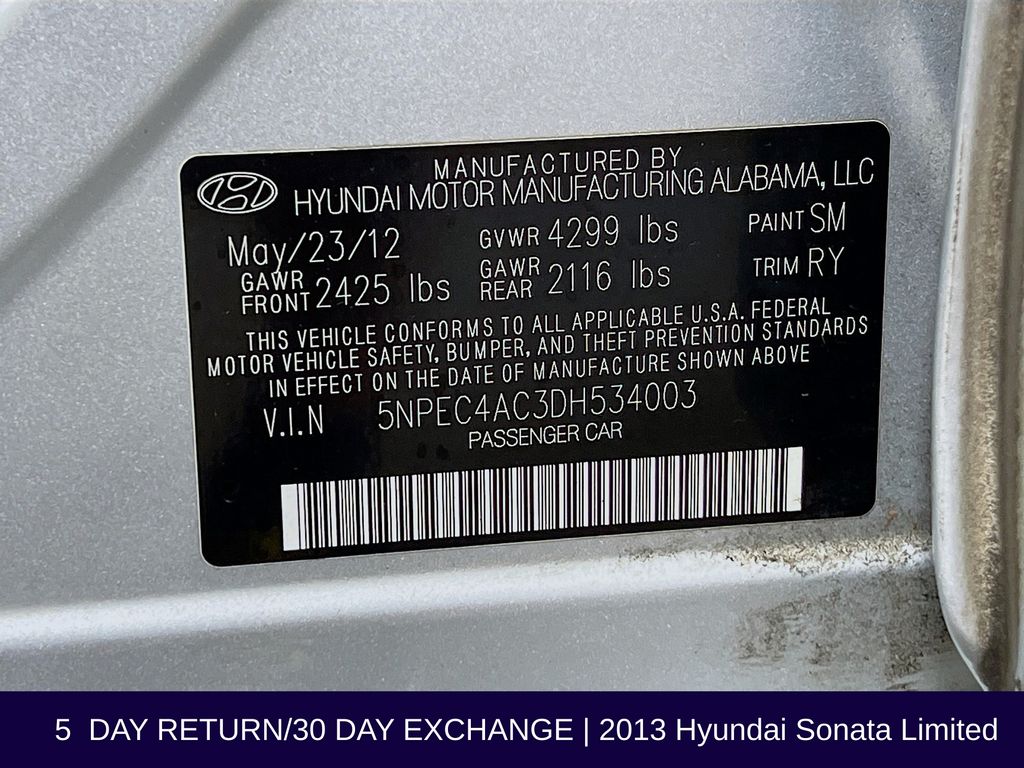 MANUFACTURED BY
HYUNDAI MOTOR MANUFACTURING ALABAMA, LLC
May/23/12 GVWR 4299 lbs PAINT SM
GAWR FRONT 2425 lbs GAWR REAR 2116 lbs TRIM RY
THIS VEHICLE CONFORMS TO ALL APPLICABLE U.S.A. FEDERAL
MOTOR VEHICLE SAFETY, BUMPER, AND THEFT PREVENTION STANDARDS
IN EFFECT ON THE DATE OF MANUFACTURE SHOWN ABOVE
V.I.N 5NPEC4AC3DH534003
PASSENGER CAR
5 DAY RETURN/30 DAY EXCHANGE | 2013 Hyundai Sonata Limited